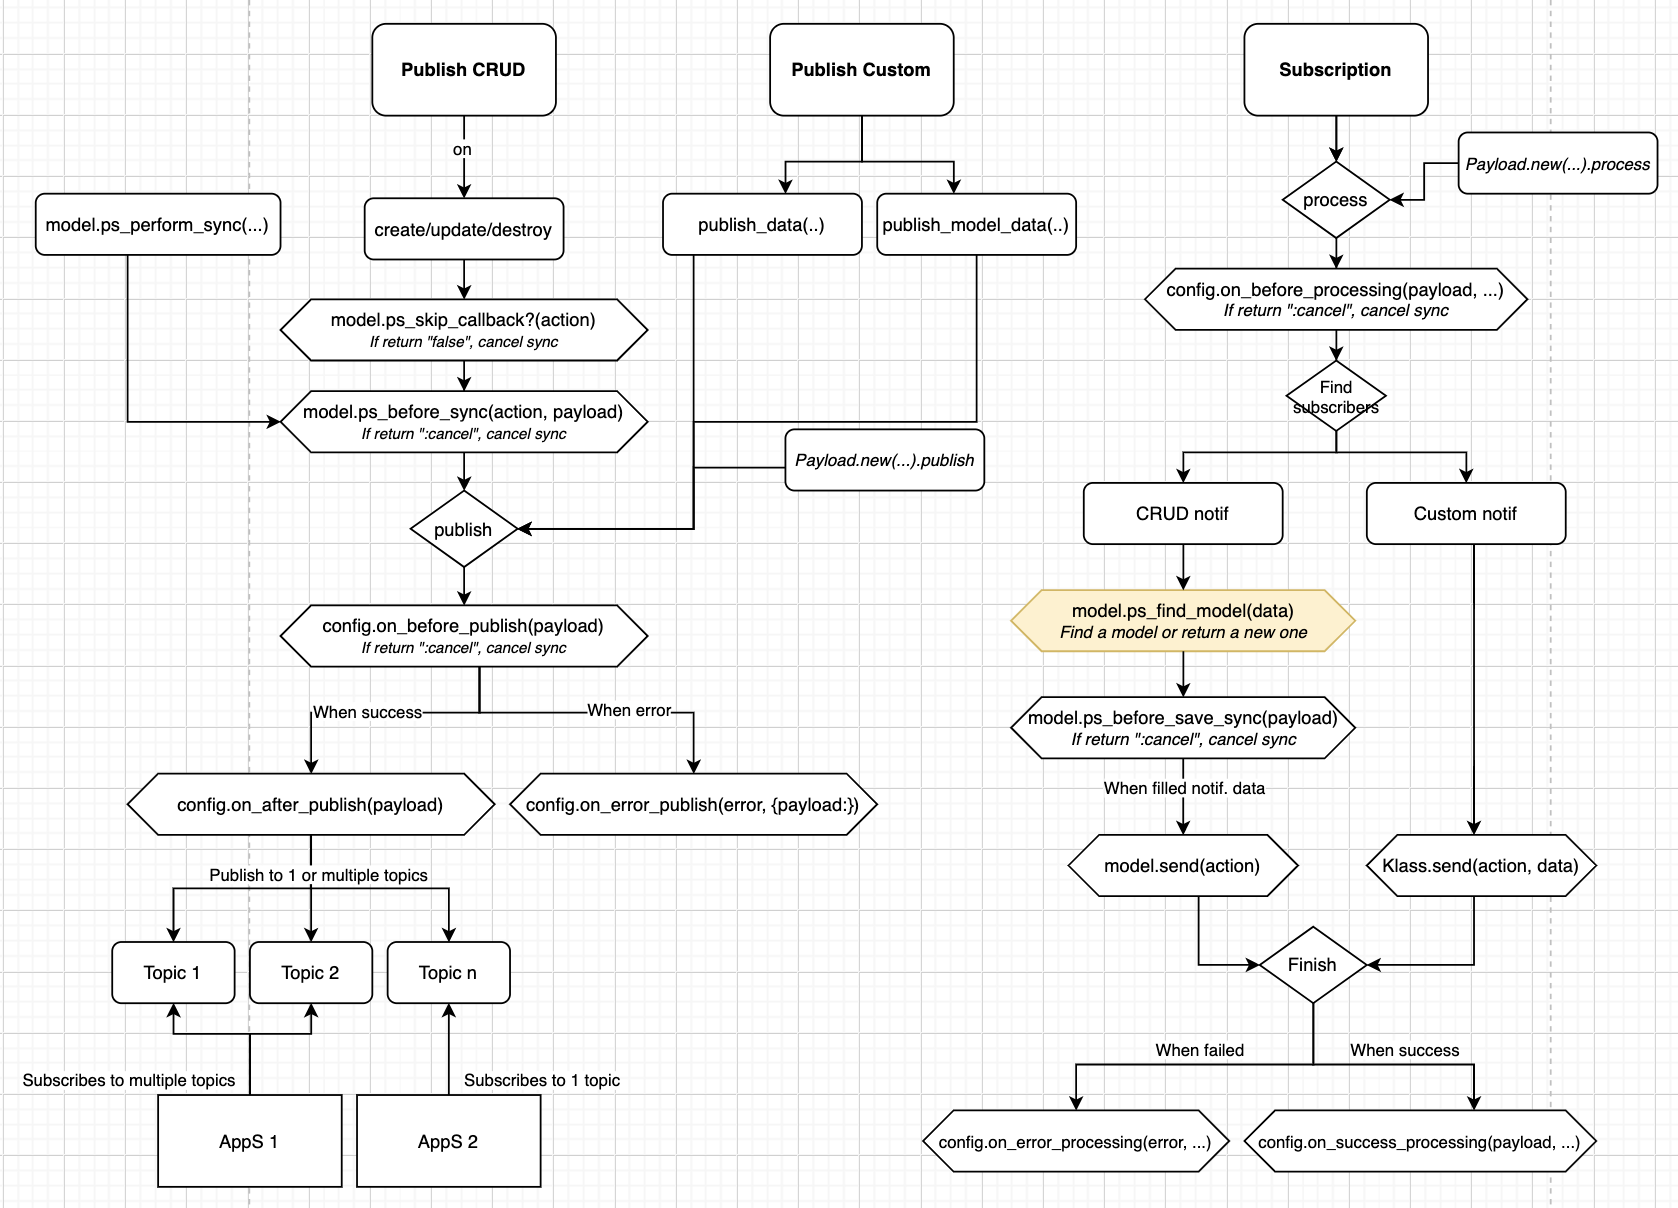 Publish CRUD
Publish Custom
Subscription
on
Payload.new(...).process
process
model.ps_perform_sync(...)
create/update/destroy
publish_data(..)
publish_model_data(..)
config.on_before_processing(payload, ...)
If return ":cancel", cancel sync
model.ps_skip_callback?(action)
If return "false", cancel sync
Find
subscribers
model.ps_before_sync(action, payload)
If return ":cancel", cancel sync
Payload.new(...).publish
publish
CRUD notif
Custom notif
config.on_before_publish(payload)
If return ":cancel", cancel sync
model.ps_find_model(data)
Find a model or return a new one
When success
When error
model.ps_before_save_sync(payload)
If return ":cancel", cancel sync
When filled notif. data
config.on_after_publish(payload)
config.on_error_publish(error, {payload:})
model.send(action)
Klass.send(action, data)
Publish to 1 or multiple topics
Topic 1
Topic 2
Topic n
Finish
When failed
When success
Subscribes to multiple topics
Subscribes to 1 topic
AppS 1
AppS 2
config.on_error_processing(error, ...)
config.on_success_processing(payload, ...)